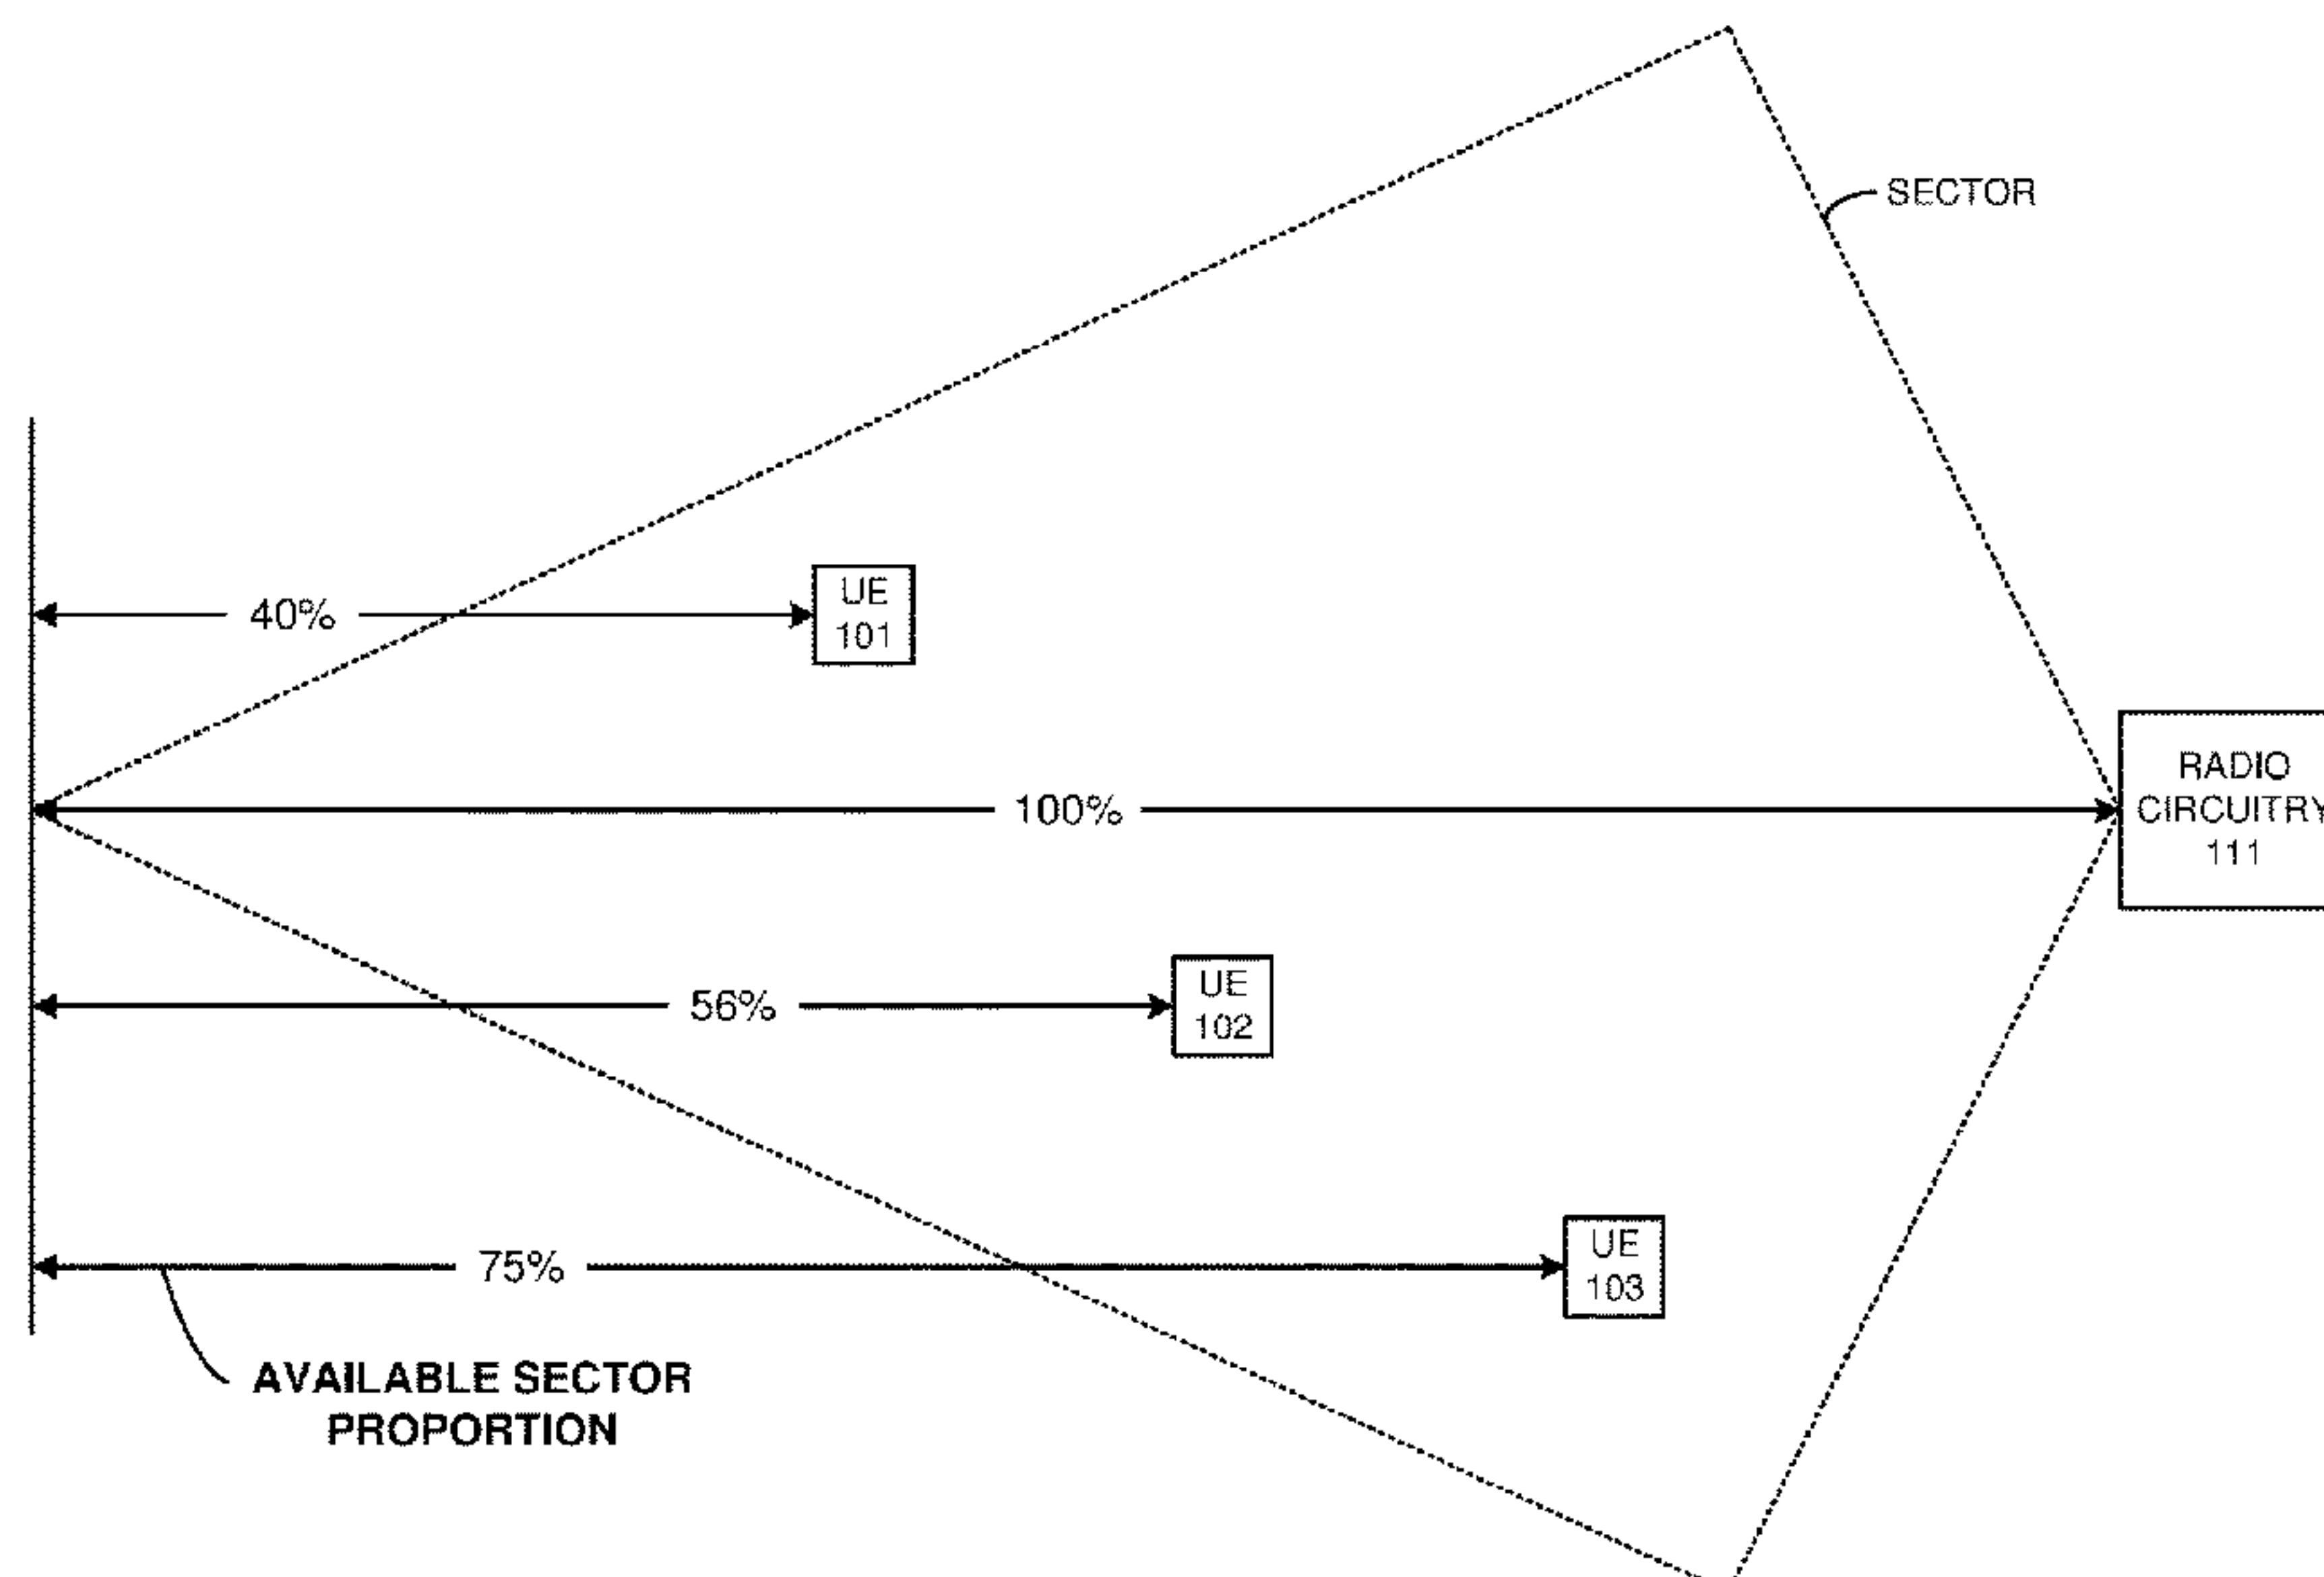 SECTOR
40%
UE
101
RADIO
CIRCUITRY
111
100%
UE
102
56%
UE
103
75%
AVAILABLE SECTOR
PROPORTION